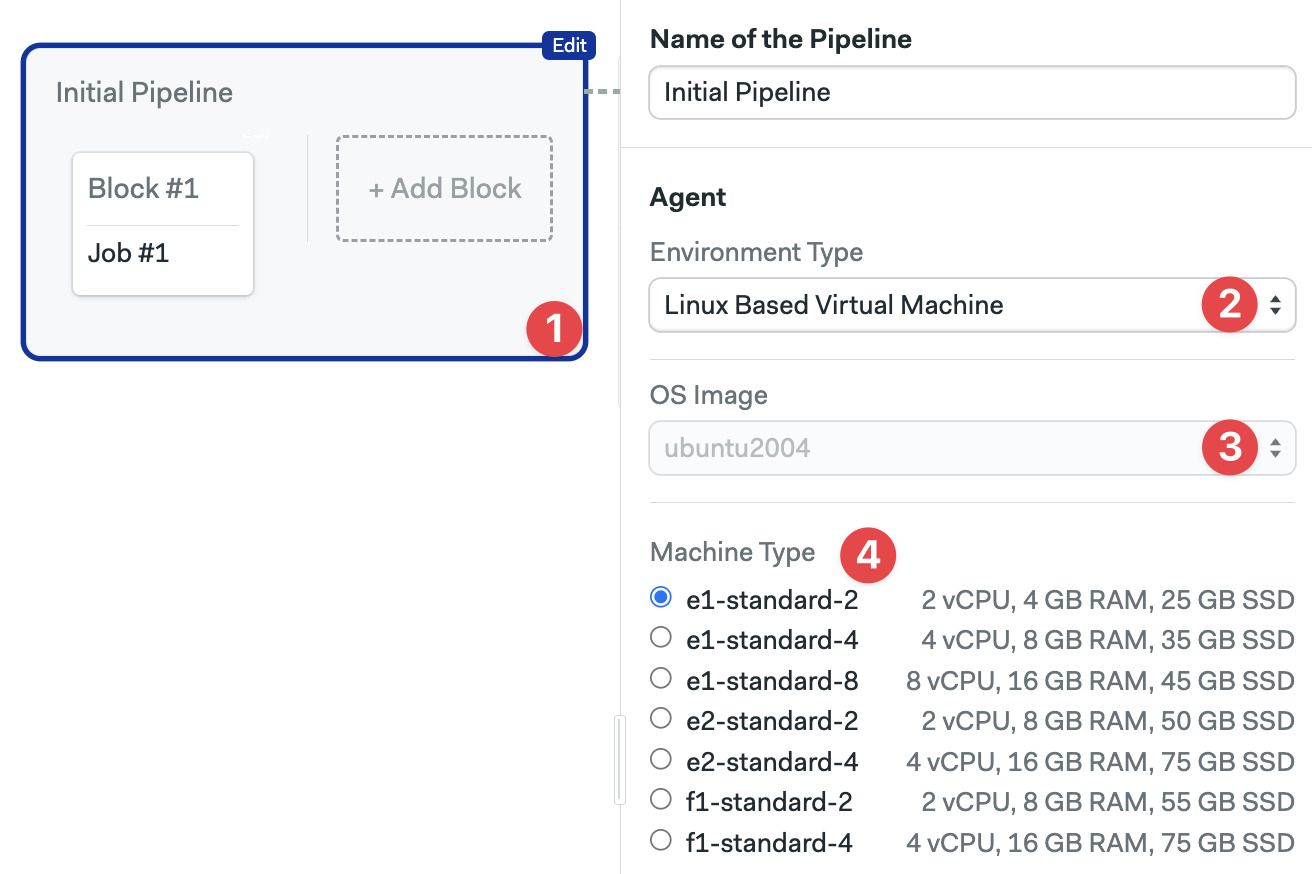 Edit
Initial Pipeline
Block #1
Job #1
+ Add Block
1
Name of the Pipeline
Initial Pipeline
Agent
Environment Type
Linux Based Virtual Machine 2
OS Image
ubuntu2004 3
Machine Type 4
e1-standard-2 2 vCPU, 4 GB RAM, 25 GB SSD
e1-standard-4 4 vCPU, 8 GB RAM, 35 GB SSD
e1-standard-8 8 vCPU, 16 GB RAM, 45 GB SSD
e2-standard-2 2 vCPU, 8 GB RAM, 50 GB SSD
e2-standard-4 4 vCPU, 16 GB RAM, 75 GB SSD
f1-standard-2 2 vCPU, 8 GB RAM, 55 GB SSD
f1-standard-4 4 vCPU, 16 GB RAM, 75 GB SSD